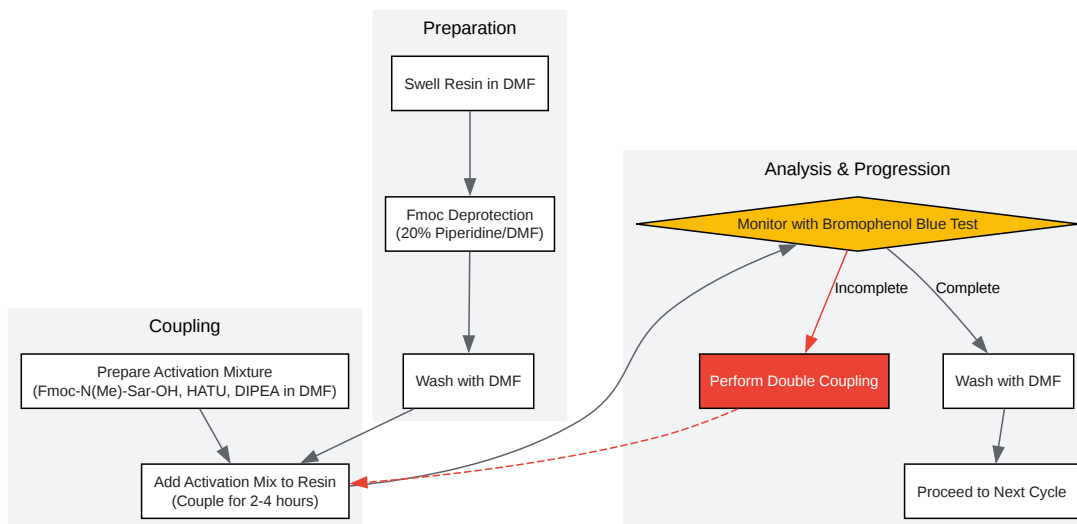 Preparation
Swell Resin in DMF
Fmoc Deprotection
(20% Piperidine/DMF)
Wash with DMF
Coupling
Prepare Activation Mixture
(Fmoc-N(Me)-Sar-OH, HATU, DIPEA in DMF)
Add Activation Mix to Resin
(Couple for 2-4 hours)
Analysis & Progression
Monitor with Bromophenol Blue Test
Incomplete
Complete
Perform Double Coupling
Wash with DMF
Proceed to Next Cycle